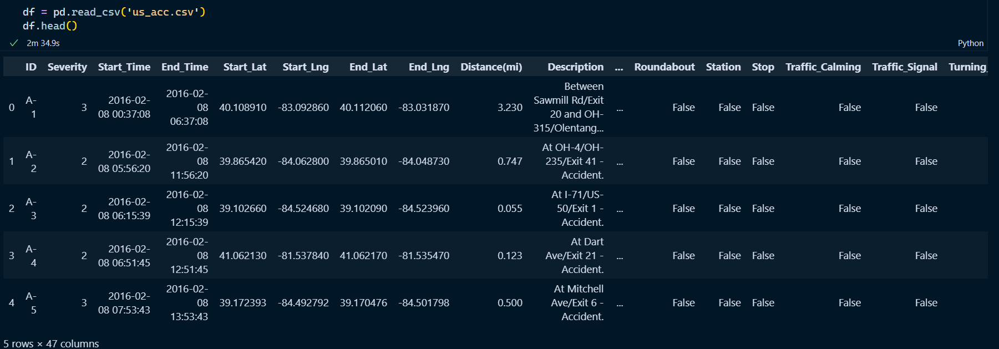 df = pd.read_csv('us_acc.csv')
df.head()
2m 34.9s
Python
ID Severity Start_Time End_Time Start_Lat Start_Lng End_Lat End_Lng Distance(mi) Description ... Roundabout Station Stop Traffic_Calming Traffic_Signal Turning_
0 A-1 3 2016-02-08 00:37:08 2016-02-08 06:37:08 40.108910 -83.092860 40.112060 -83.031870 3.230 Between Sawmill Rd/Exit 20 and OH-315/Olentang... ... False False False False False
1 A-2 2 2016-02-08 05:56:20 2016-02-08 11:56:20 39.865420 -84.062800 39.865010 -84.048730 0.747 At OH-4/OH-235/Exit 41 - Accident. ... False False False False False
2 A-3 2 2016-02-08 06:15:39 2016-02-08 12:15:39 39.102660 -84.524680 39.102090 -84.523960 0.055 At I-71/US-50/Exit 1 - Accident. ... False False False False False
3 A-4 2 2016-02-08 06:51:45 2016-02-08 12:51:45 41.062130 -81.537840 41.062170 -81.535470 0.123 At Dart Ave/Exit 21 - Accident. ... False False False False False
4 A-5 3 2016-02-08 07:53:43 2016-02-08 13:53:43 39.172393 -84.492792 39.170476 -84.501798 0.500 At Mitchell Ave/Exit 6 - Accident. ... False False False False False
5 rows × 47 columns